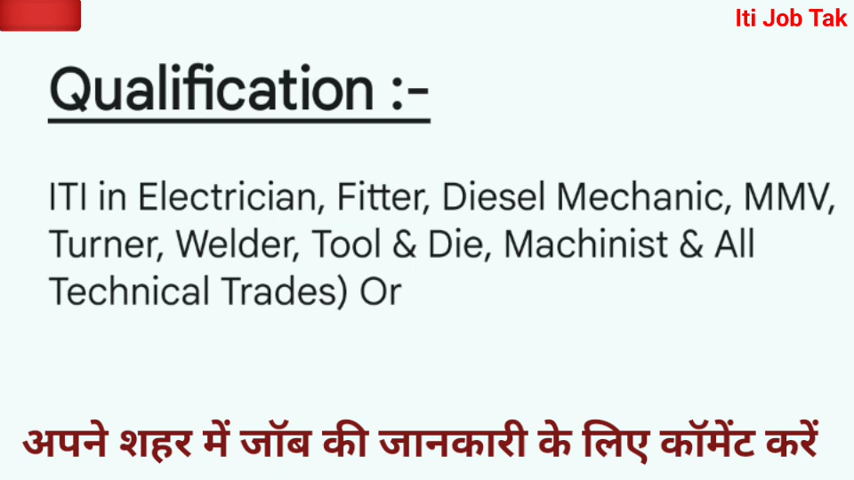 Iti Job Tak
Qualification :-
ITI in Electrician, Fitter, Diesel Mechanic, MMV,
Turner, Welder, Tool & Die, Machinist & All
Technical Trades) Or
अपने शहर में जॉब की जानकारी के लिए कॉमेंट करें